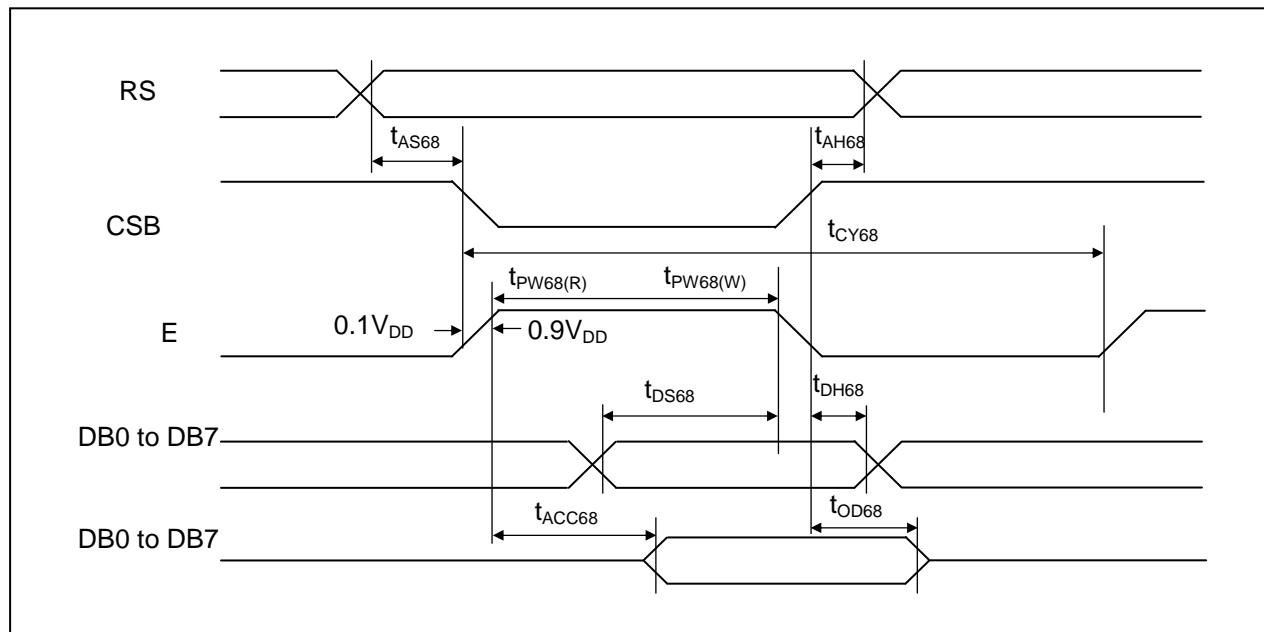 RS
tAS68
tAH68
CSB
tCY68
tPW68(R)
tPW68(W)
E
0.1VDD
0.9VDD
tDS68
tDH68
DB0 to DB7
tACC68
tOD68
DB0 to DB7